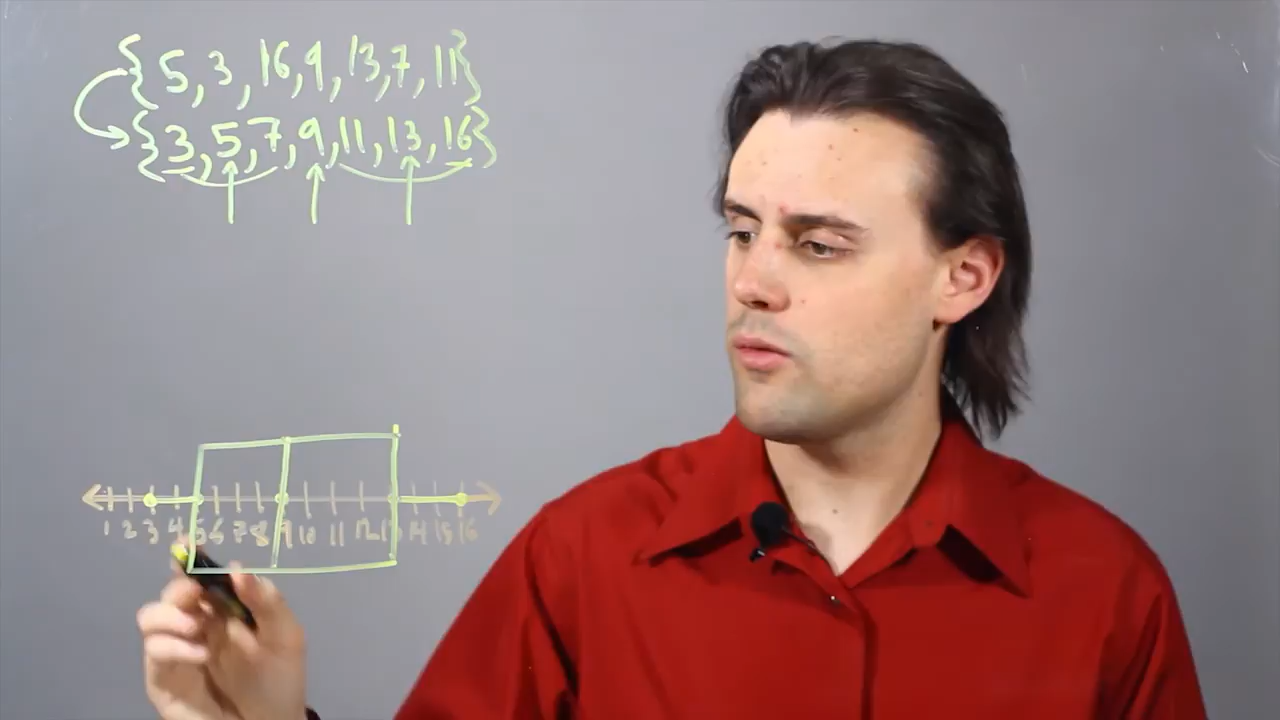 {5, 3, 16, 9, 13, 7, 11}
{3, 5, 7, 9, 11, 13, 16}
1 2 3 4 5 6 7 8 9 10 11 12 13 14 15 16